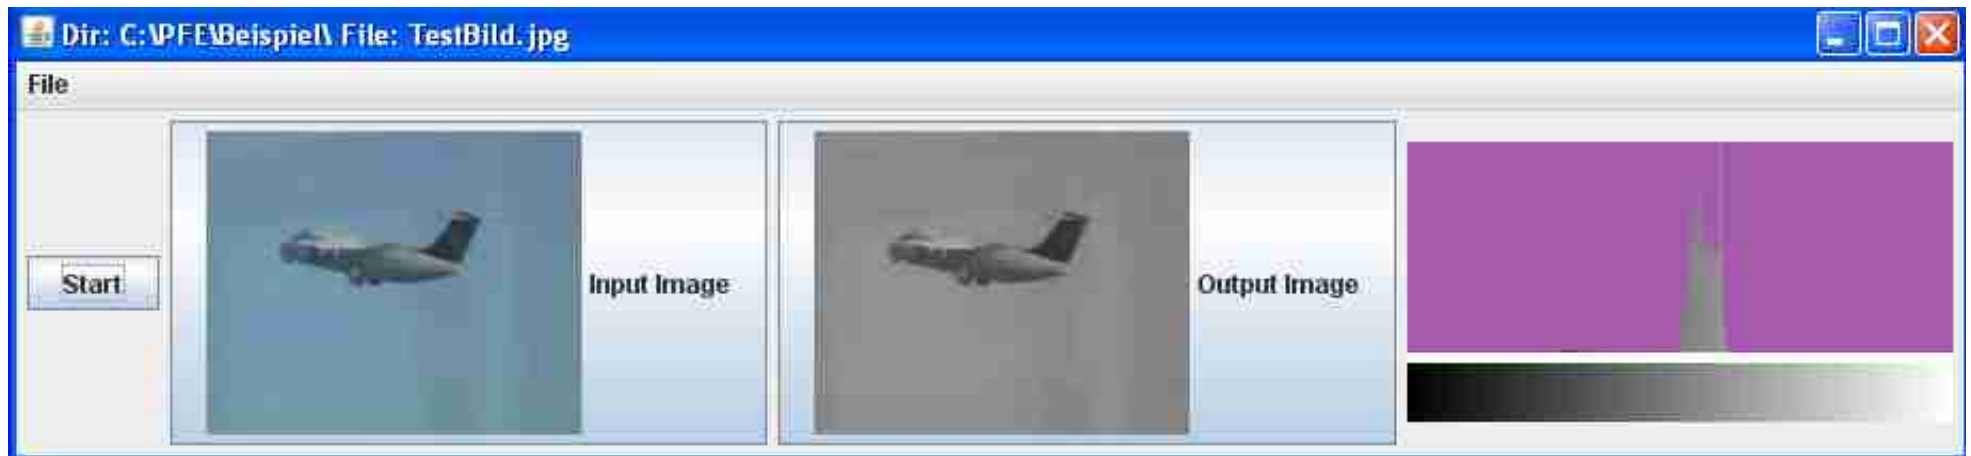 Dir: C:\PFE\Beispiel\ File: TestBild.jpg
File
Start
Input Image
Output Image